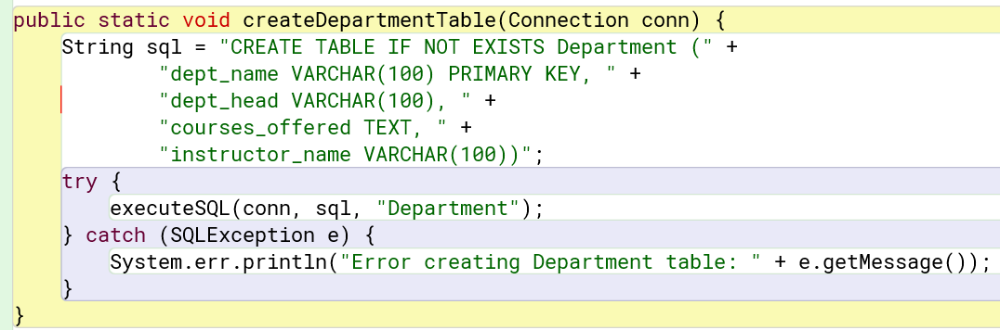 public static void createDepartmentTable(Connection conn) {
    String sql = "CREATE TABLE IF NOT EXISTS Department (" +
            "dept_name VARCHAR(100) PRIMARY KEY, " +
            "dept_head VARCHAR(100), " +
            "courses_offered TEXT, " +
            "instructor_name VARCHAR(100))";
    try {
        executeSQL(conn, sql, "Department");
    } catch (SQLException e) {
        System.err.println("Error creating Department table: " + e.getMessage());
    }
}